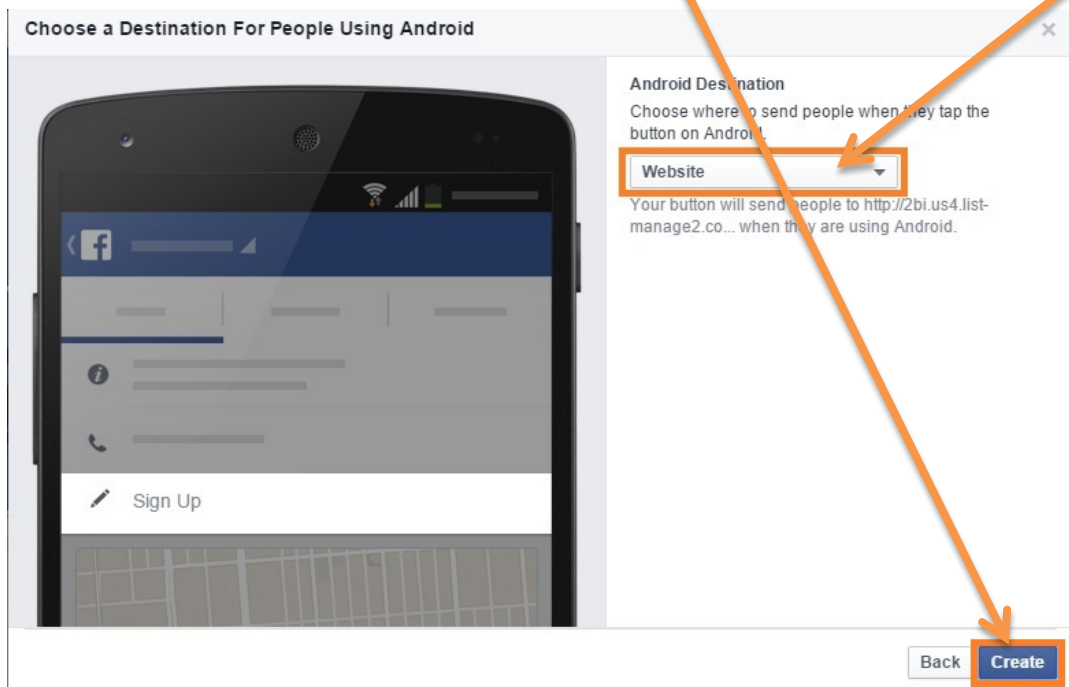 Choose a Destination For People Using Android
Android Destination
Choose where to send people when they tap the
button on Android.
Website
Your button will send people to http://2bi.us4.list-
manage2.co... when they are using Android.
Sign Up
Back Create